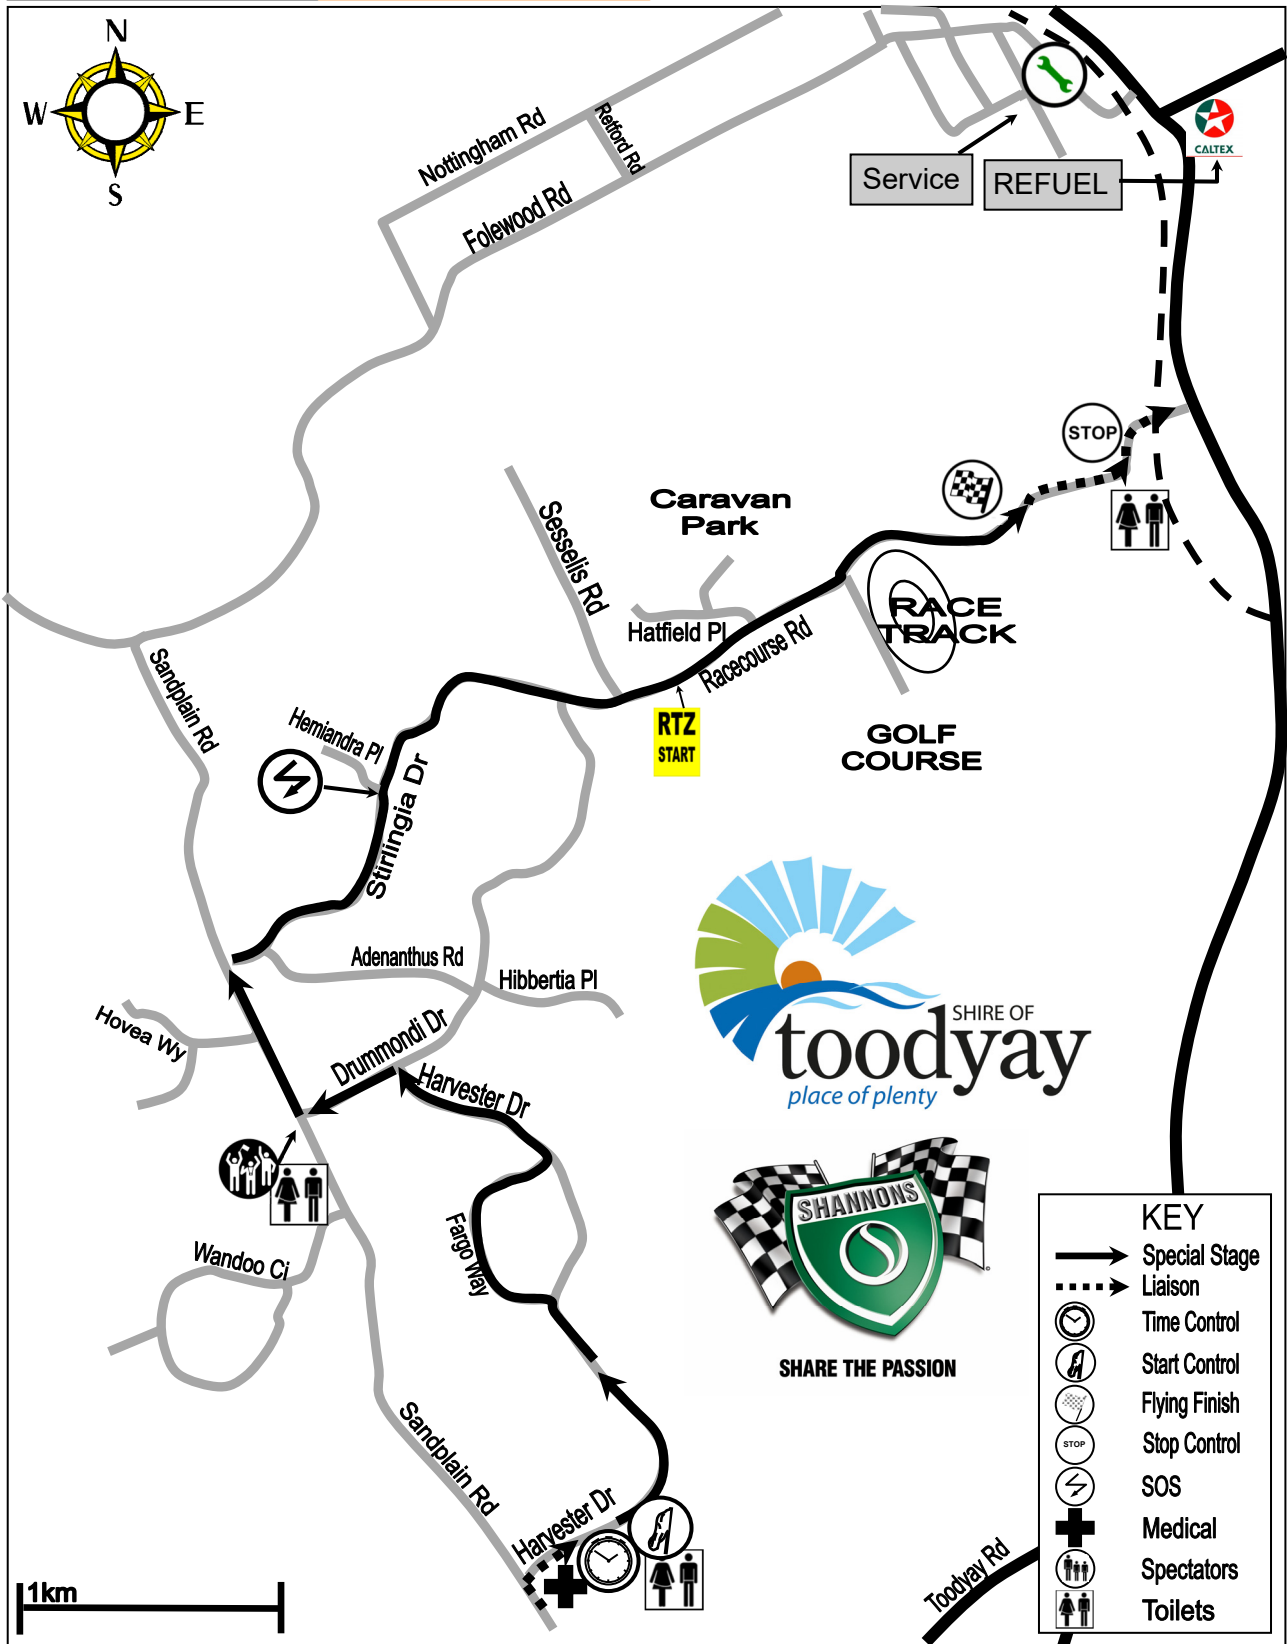 N
W
E
S
Nottingham Rd
Retford Rd
Folewood Rd
CALTEX
Service
REFUEL
STOP
Caravan
Park
Sesselis Rd
Hatfield Pl
Racecourse Rd
RACE
TRACK
RTZ
START
GOLF
COURSE
Sandplain Rd
Hemiandra Pl
Stirlingia Dr
Adenanthus Rd
Hibbertia Pl
Hovea Wy
Drummondi Dr
Harvester Dr
SHIRE OF
toodyay
place of plenty
SHANNONS
SHARE THE PASSION
Fargo Way
Wandoo Ci
Sandplain Rd
Harvester Dr
Toodyay Rd
1km
KEY
Special Stage
Liaison
Time Control
Start Control
Flying Finish
STOP
Stop Control
SOS
Medical
Spectators
Toilets